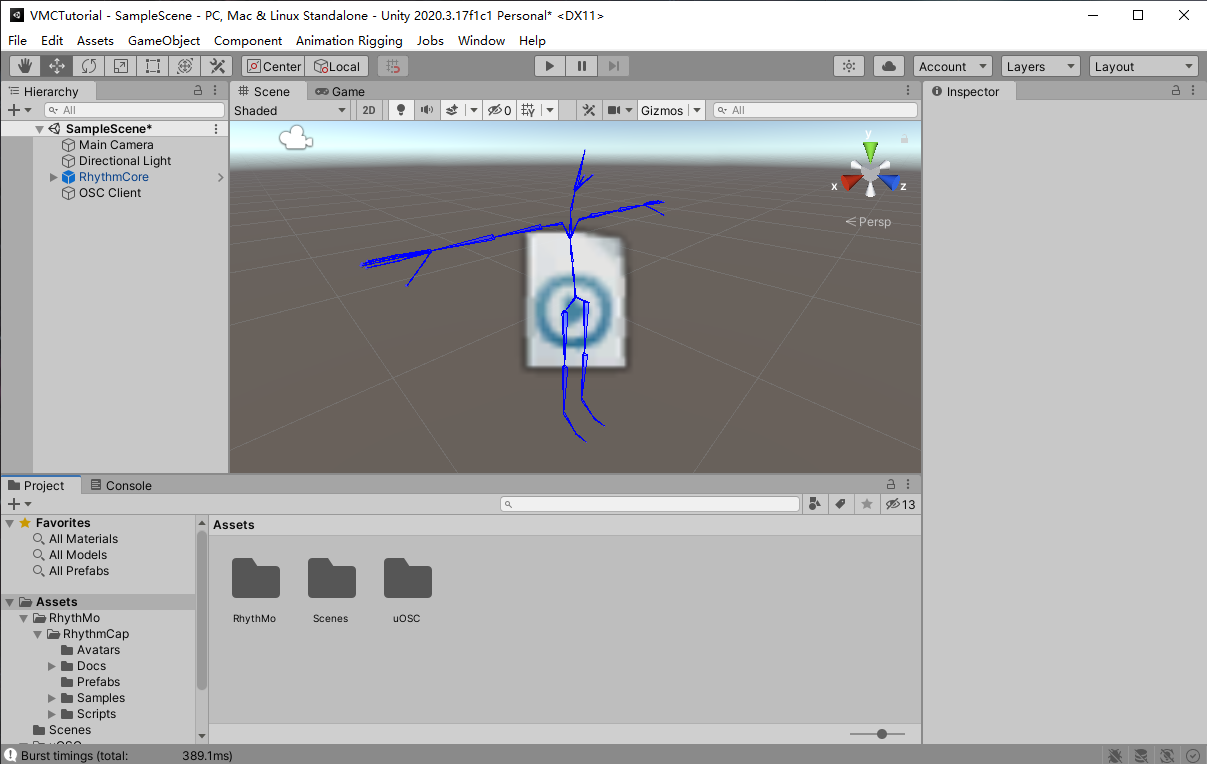 VMCTutorial - SampleScene - PC, Mac & Linux Standalone - Unity 2020.3.17f1c1 Personal* <DX11>
File Edit Assets GameObject Component Animation Rigging Jobs Window Help
Center Local Account Layers Layout
Hierarchy
All
SampleScene*
Main Camera
Directional Light
RhythmCore
OSC Client
Scene Game
Shaded 2D 0 Gizmos All
y
x z
Persp
Inspector
Project Console
13
Favorites
All Materials
All Models
All Prefabs
Assets
RhythMo
RhythmCap
Avatars
Docs
Prefabs
Samples
Scripts
Scenes
Assets
RhythMo Scenes uOSC
Burst timings (total: 389.1ms)